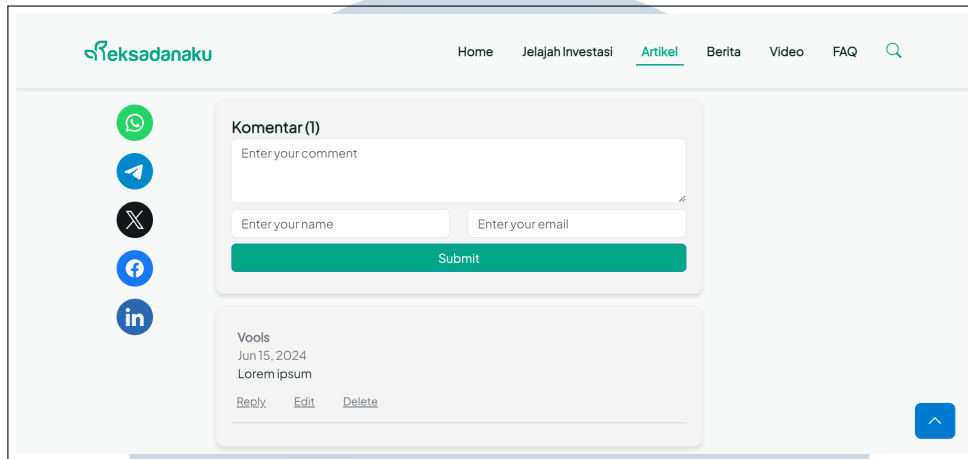 Reksadanaku
Home Jelajah Investasi Artikel Berita Video FAQ
Komentar (1)
Enter your comment
Enter your name Enter your email
Submit
Vools
Jun 15, 2024
Lorem ipsum
Reply Edit Delete